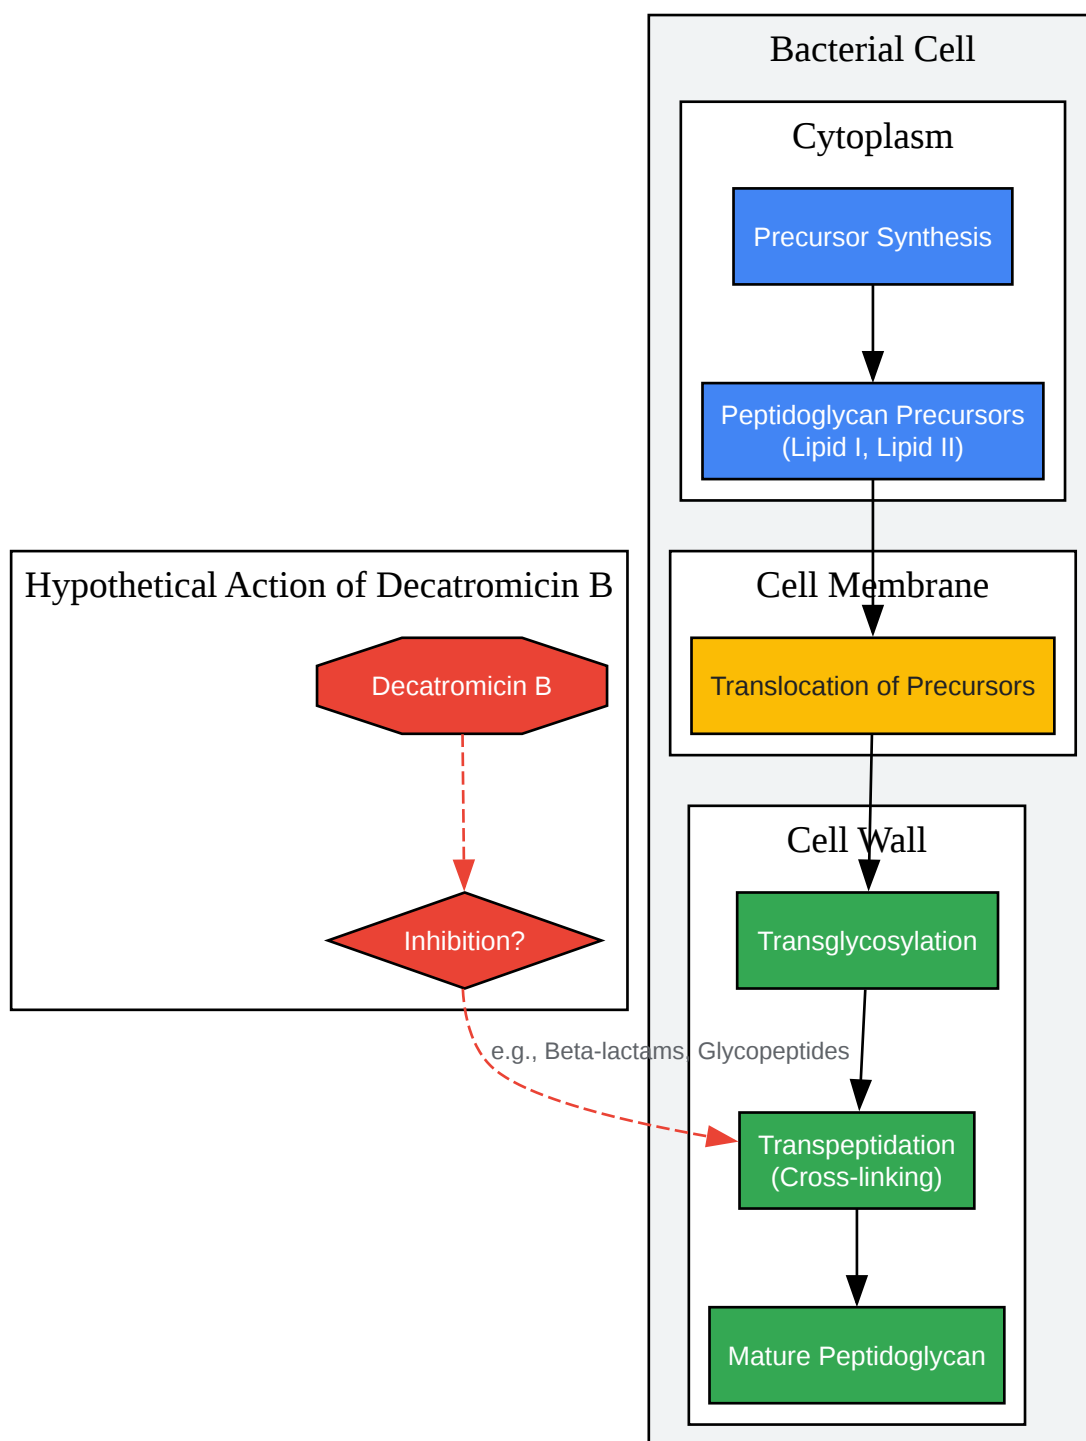 Bacterial Cell
Cytoplasm
Precursor Synthesis
Peptidoglycan Precursors
(Lipid I, Lipid II)
Hypothetical Action of Decatromicin B
Cell Membrane
Decatromicin B
Translocation of Precursors
Cell Wall
Inhibition?
Transglycosylation
e.g., Beta-lactams, Glycopeptides
Transpeptidation
(Cross-linking)
Mature Peptidoglycan